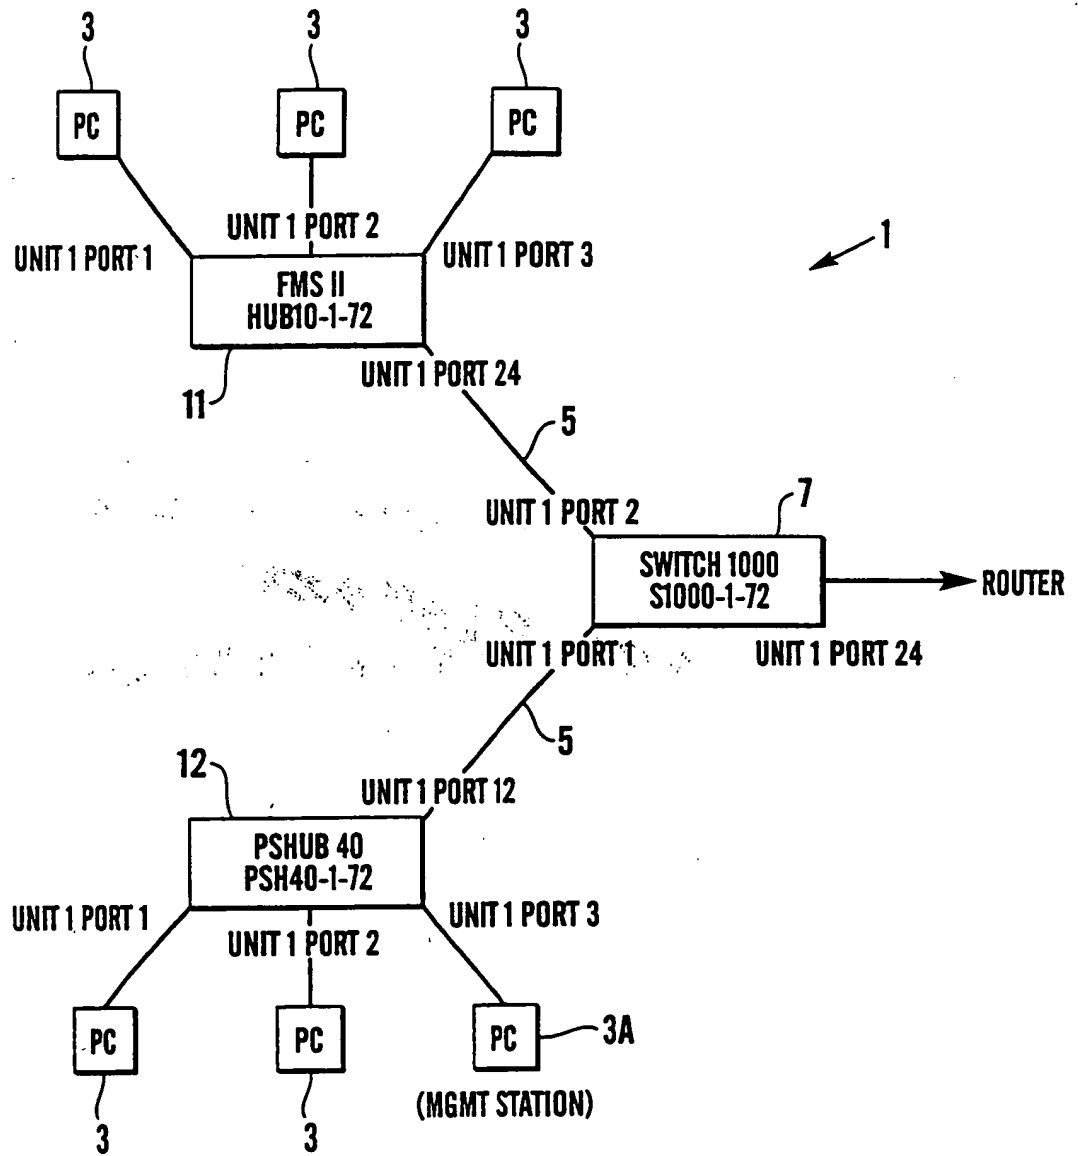 3
3
3
PC
PC
PC
UNIT 1 PORT 1
UNIT 1 PORT 2
UNIT 1 PORT 3
1
FMS II
HUB10-1-72
UNIT 1 PORT 24
11
5
7
UNIT 1 PORT 2
SWITCH 1000
S1000-1-72
ROUTER
UNIT 1 PORT 1
UNIT 1 PORT 24
5
12
UNIT 1 PORT 12
PSHUB 40
PSH40-1-72
UNIT 1 PORT 1
UNIT 1 PORT 2
UNIT 1 PORT 3
PC
PC
PC
3A
(MGMT STATION)
3
3